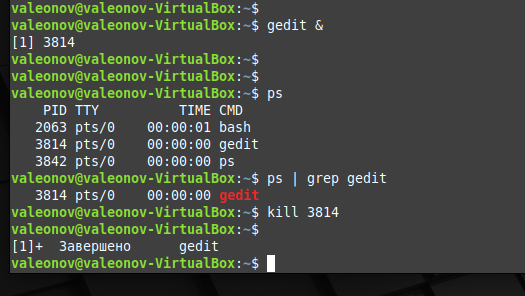 valeonov@valeonov-VirtualBox:~$
valeonov@valeonov-VirtualBox:~$ gedit &
[1] 3814
valeonov@valeonov-VirtualBox:~$
valeonov@valeonov-VirtualBox:~$
valeonov@valeonov-VirtualBox:~$ ps
PID TTY TIME CMD
2063 pts/0 00:00:01 bash
3814 pts/0 00:00:00 gedit
3842 pts/0 00:00:00 ps
valeonov@valeonov-VirtualBox:~$ ps | grep gedit
3814 pts/0 00:00:00 gedit
valeonov@valeonov-VirtualBox:~$ kill 3814
valeonov@valeonov-VirtualBox:~$
[1]+ Завершено gedit
valeonov@valeonov-VirtualBox:~$